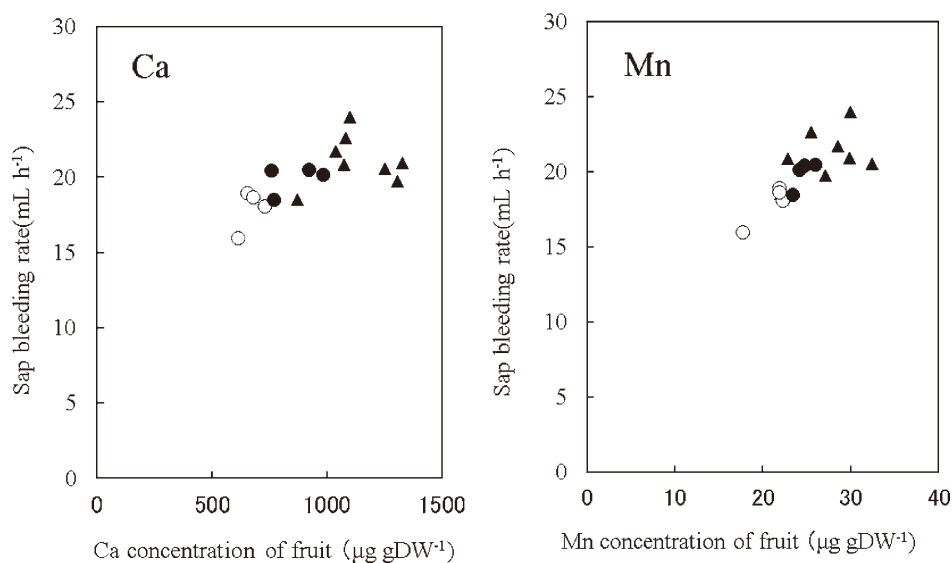 Ca
30
25
20
15
10
5
0
0 500 1000 1500
Sap bleeding rate(mL h-1)
Ca concentration of fruit (μg gDW-1)
Mn
30
25
20
15
10
5
0
0 10 20 30 40
Sap bleeding rate(mL h-1)
Mn concentration of fruit (μg gDW-1)